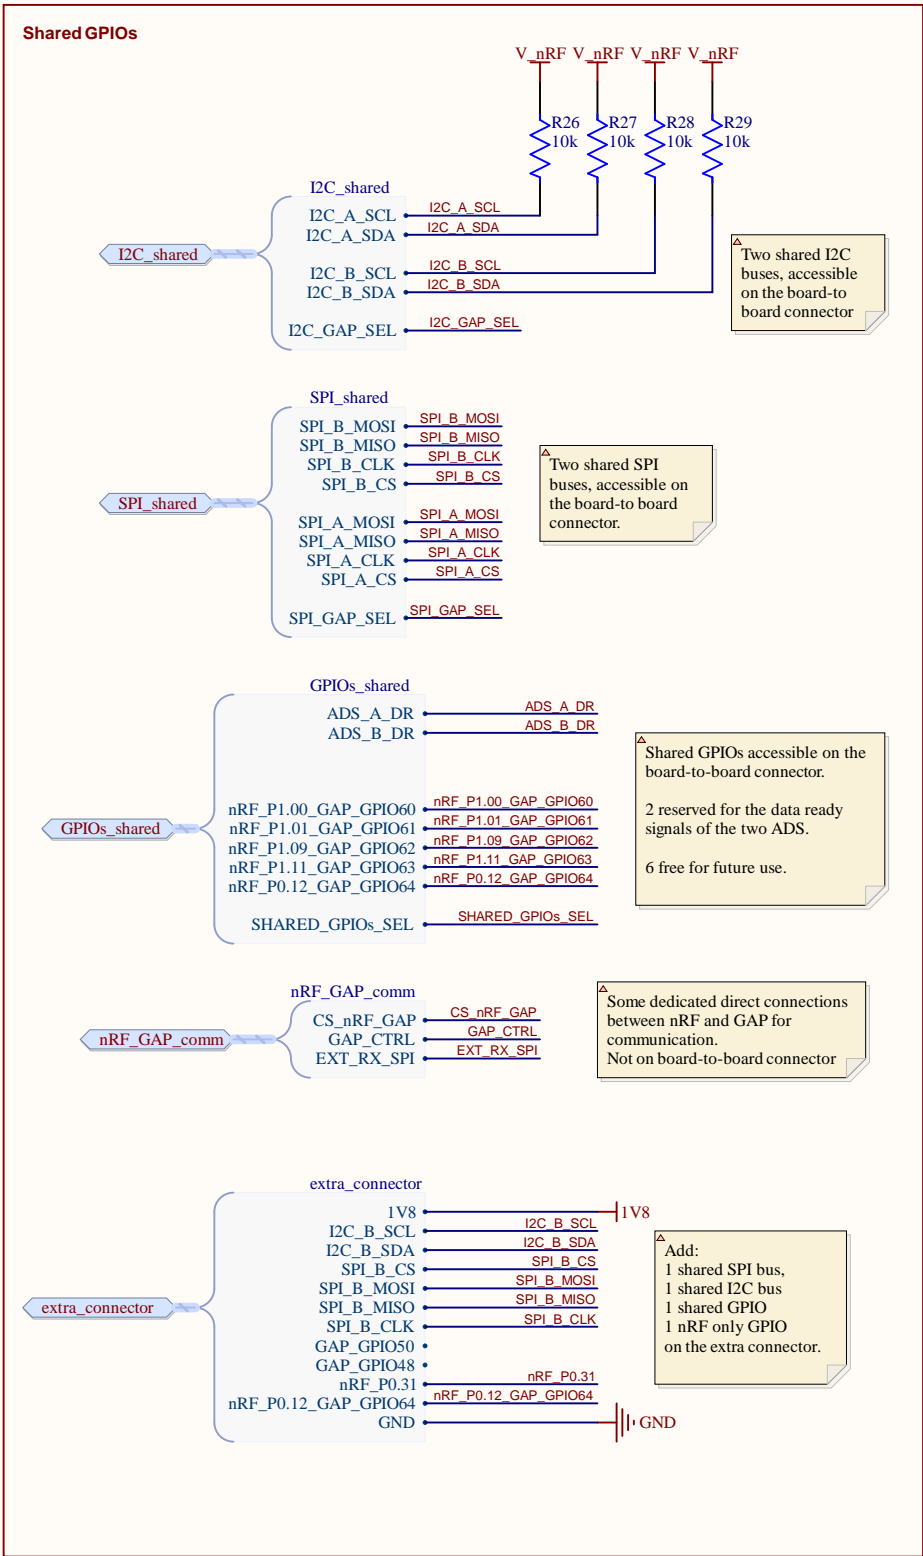 Shared GPIOs
V_nRF V_nRF V_nRF V_nRF
R26 R27 R28 R29
10k 10k 10k 10k
I2C_shared
I2C_shared
I2C_A_SCL I2C_A_SCL
I2C_A_SDA I2C_A_SDA
I2C_B_SCL I2C_B_SCL
I2C_B_SDA I2C_B_SDA
I2C_GAP_SEL I2C_GAP_SEL
Two shared I2C
buses, accessible
on the board-to
board connector
SPI_shared
SPI_shared
SPI_B_MOSI SPI_B_MOSI
SPI_B_MISO SPI_B_MISO
SPI_B_CLK SPI_B_CLK
SPI_B_CS SPI_B_CS
SPI_A_MOSI SPI_A_MOSI
SPI_A_MISO SPI_A_MISO
SPI_A_CLK SPI_A_CLK
SPI_A_CS SPI_A_CS
SPI_GAP_SEL SPI_GAP_SEL
Two shared SPI
buses, accessible on
the board-to board
connector.
GPIOs_shared
GPIOs_shared
ADS_A_DR ADS_A_DR
ADS_B_DR ADS_B_DR
nRF_P1.00_GAP_GPIO60 nRF_P1.00_GAP_GPIO60
nRF_P1.01_GAP_GPIO61 nRF_P1.01_GAP_GPIO61
nRF_P1.09_GAP_GPIO62 nRF_P1.09_GAP_GPIO62
nRF_P1.11_GAP_GPIO63 nRF_P1.11_GAP_GPIO63
nRF_P0.12_GAP_GPIO64 nRF_P0.12_GAP_GPIO64
SHARED_GPIOs_SEL SHARED_GPIOs_SEL
Shared GPIOs accessible on the
board-to-board connector.
2 reserved for the data ready
signals of the two ADS.
6 free for future use.
nRF_GAP_comm
nRF_GAP_comm
CS_nRF_GAP CS_nRF_GAP
GAP_CTRL GAP_CTRL
EXT_RX_SPI EXT_RX_SPI
Some dedicated direct connections
between nRF and GAP for
communication.
Not on board-to-board connector
extra_connector
extra_connector
1V8 1V8
I2C_B_SCL I2C_B_SCL
I2C_B_SDA I2C_B_SDA
SPI_B_CS SPI_B_CS
SPI_B_MOSI SPI_B_MOSI
SPI_B_MISO SPI_B_MISO
SPI_B_CLK SPI_B_CLK
GAP_GPIO50
GAP_GPIO48
nRF_P0.31 nRF_P0.31
nRF_P0.12_GAP_GPIO64 nRF_P0.12_GAP_GPIO64
GND GND
Add:
1 shared SPI bus,
1 shared I2C bus
1 shared GPIO
1 nRF only GPIO
on the extra connector.